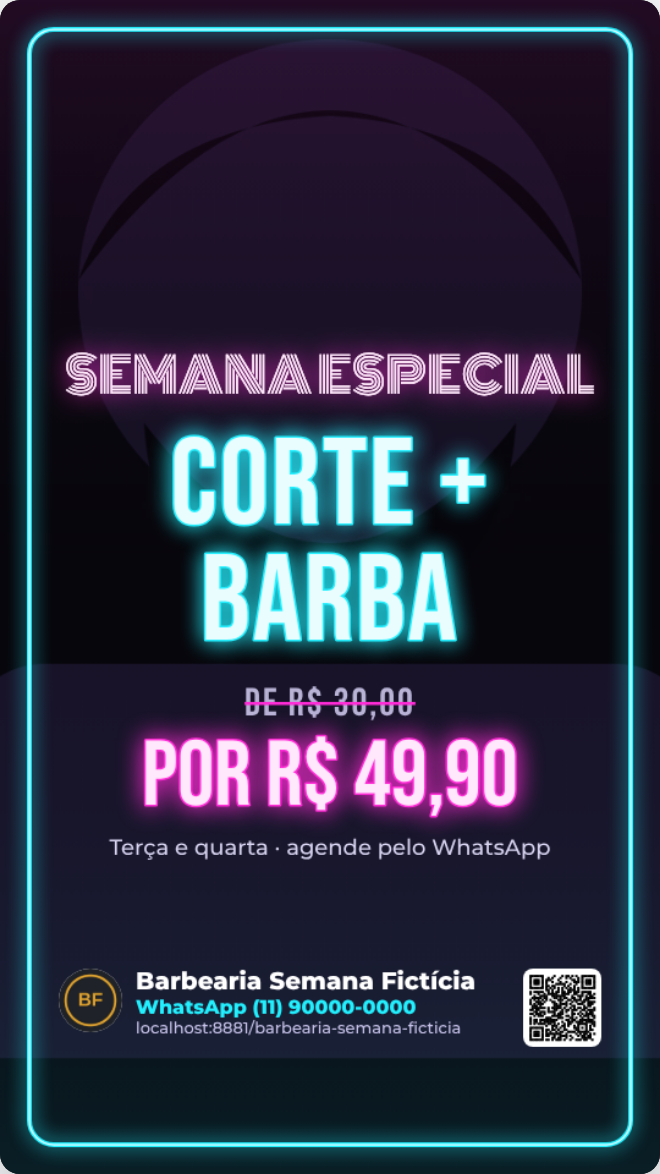 SEMANA ESPECIAL
CORTE +
BARBA
DE R$ 30,00
POR R$ 49,90
Terça e quarta · agende pelo WhatsApp
BF
Barbearia Semana Fictícia
WhatsApp (11) 90000-0000
localhost:8881/barbearia-semana-ficticia